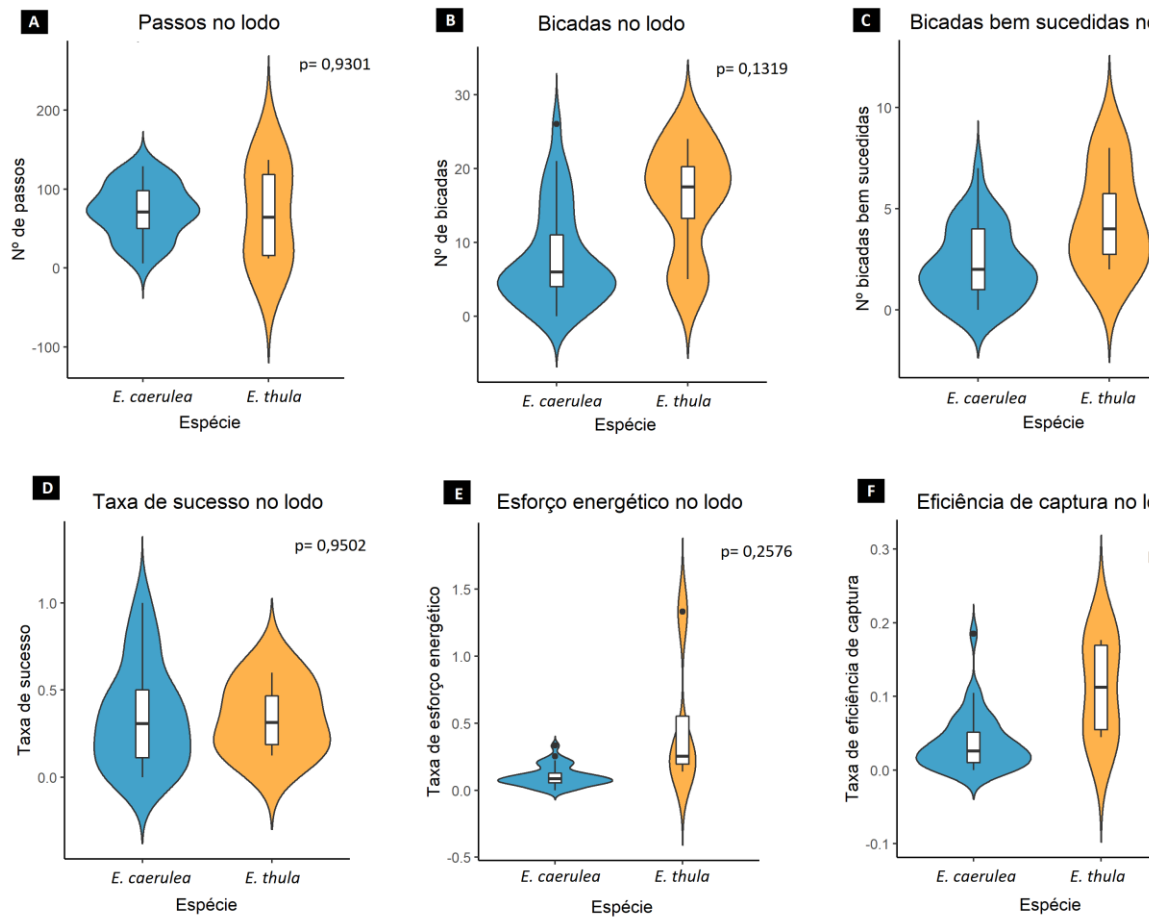 A
Passos no lodo
p= 0,9301
Nº de passos
200
100
0
-100
E. caerulea
E. thula
Espécie
B
Bicadas no lodo
p= 0,1319
Nº de bicadas
30
20
10
0
E. caerulea
E. thula
Espécie
C
Bicadas bem sucedidas no
Nº bicadas bem sucedidas
10
5
0
E. caerulea
E. thula
Espécie
D
Taxa de sucesso no lodo
p= 0,9502
Taxa de sucesso
1.0
0.5
0.0
E. caerulea
E. thula
Espécie
E
Esforço energético no lodo
p= 0,2576
Taxa de esforço energético
1.5
1.0
0.5
0.0
-0.5
E. caerulea
E. thula
Espécie
F
Eficiência de captura no
Taxa de eficiência de captura
0.3
0.2
0.1
0.0
-0.1
E. caerulea
E. thula
Espécie